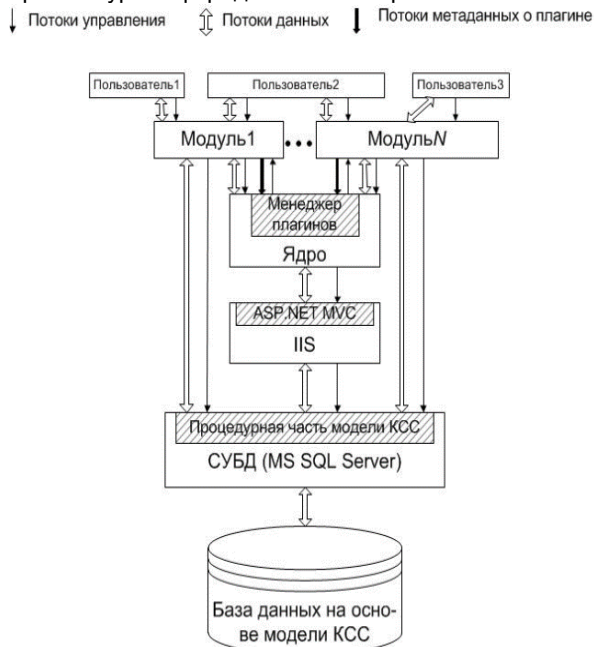 Потоки управления
Потоки данных
Потоки метаданных о плагине
Пользователь1
Пользователь2
Пользователь3
Модуль1
МодульN
Менеджер
плагинов
Ядро
ASP.NET MVC
IIS
Процедурная часть модели КСС
СУБД (MS SQL Server)
База данных на осно-
ве модели КСС